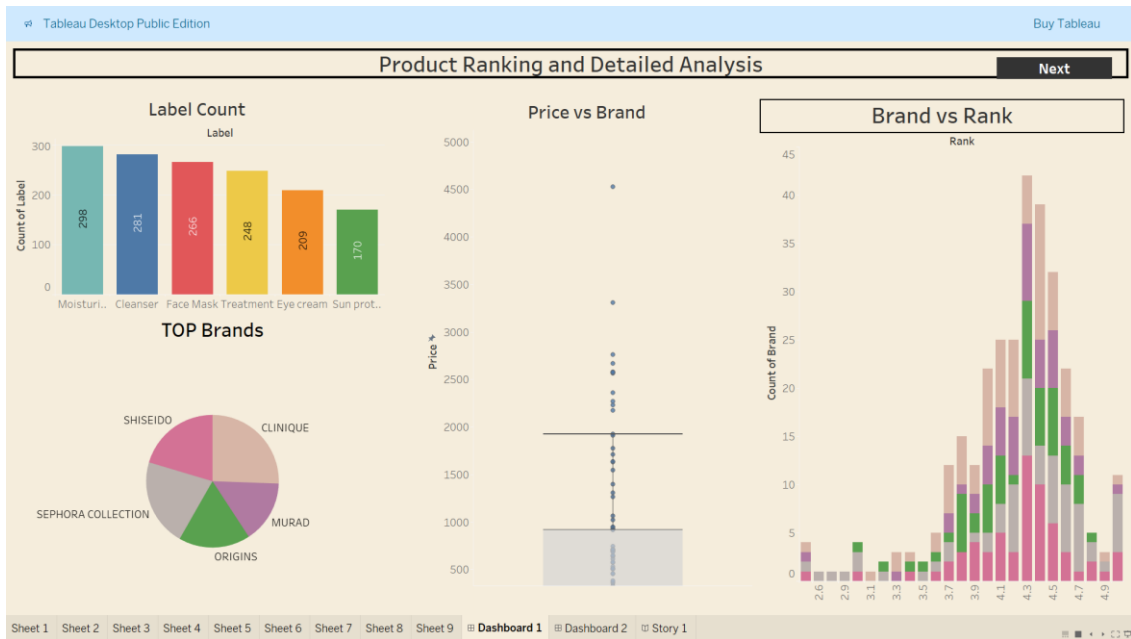 Tableau Desktop Public Edition
Buy Tableau
Product Ranking and Detailed Analysis
Next
Label Count
Label
Count of Label
300
200
100
0
298
281
266
248
209
170
Moisturi..
Cleanser
Face Mask
Treatment
Eye cream
Sun prot..
TOP Brands
SHISEIDO
CLINIQUE
SEPHORA COLLECTION
MURAD
ORIGINS
Price vs Brand
Price
5000
4500
4000
3500
3000
2500
2000
1500
1000
500
Brand vs Rank
Rank
Count of Brand
45
40
35
30
25
20
15
10
5
0
2.6
2.9
3.1
3.3
3.5
3.7
3.9
4.1
4.3
4.5
4.7
4.9
Sheet 1
Sheet 2
Sheet 3
Sheet 4
Sheet 5
Sheet 6
Sheet 7
Sheet 8
Sheet 9
Dashboard 1
Dashboard 2
Story 1